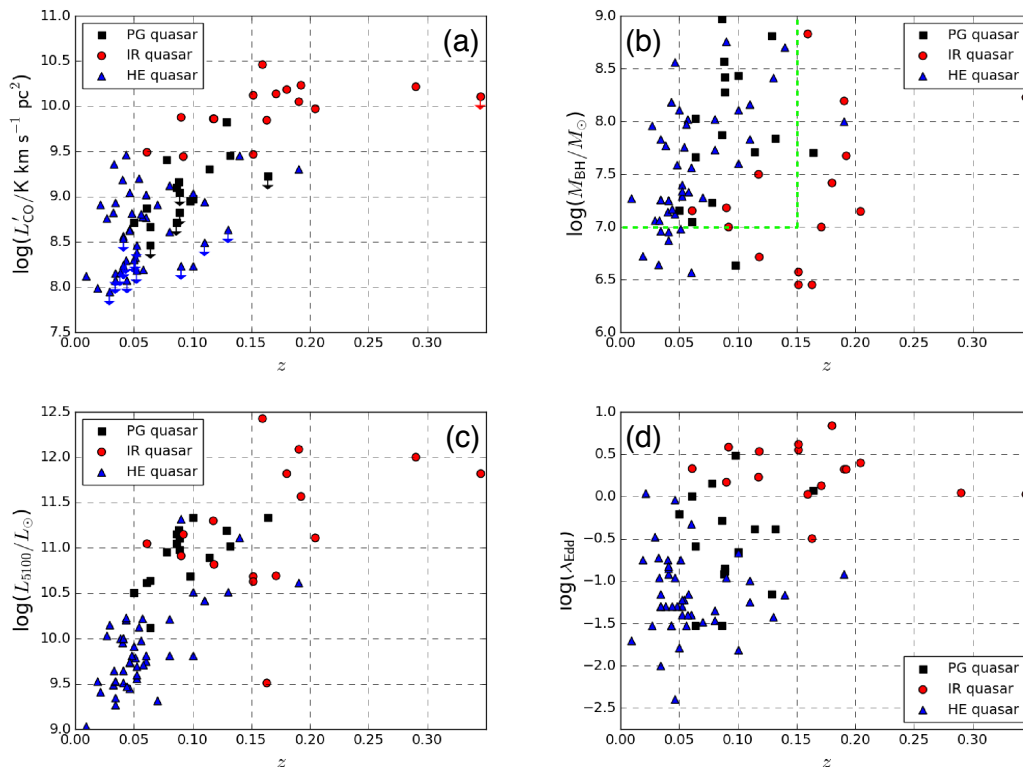 (a)
PG quasar
IR quasar
HE quasar
log(L′CO/K km s⁻¹ pc²)
11.0
10.5
10.0
9.5
9.0
8.5
8.0
7.5
0.00 0.05 0.10 0.15 0.20 0.25 0.30
z
(b)
PG quasar
IR quasar
HE quasar
log(MBH/M⊙)
9.0
8.5
8.0
7.5
7.0
6.5
6.0
0.00 0.05 0.10 0.15 0.20 0.25 0.30
z
(c)
PG quasar
IR quasar
HE quasar
log(L5100/L⊙)
12.5
12.0
11.5
11.0
10.5
10.0
9.5
9.0
0.00 0.05 0.10 0.15 0.20 0.25 0.30
z
(d)
log(λEdd)
1.0
0.5
0.0
−0.5
−1.0
−1.5
−2.0
−2.5
PG quasar
IR quasar
HE quasar
0.00 0.05 0.10 0.15 0.20 0.25 0.30
z